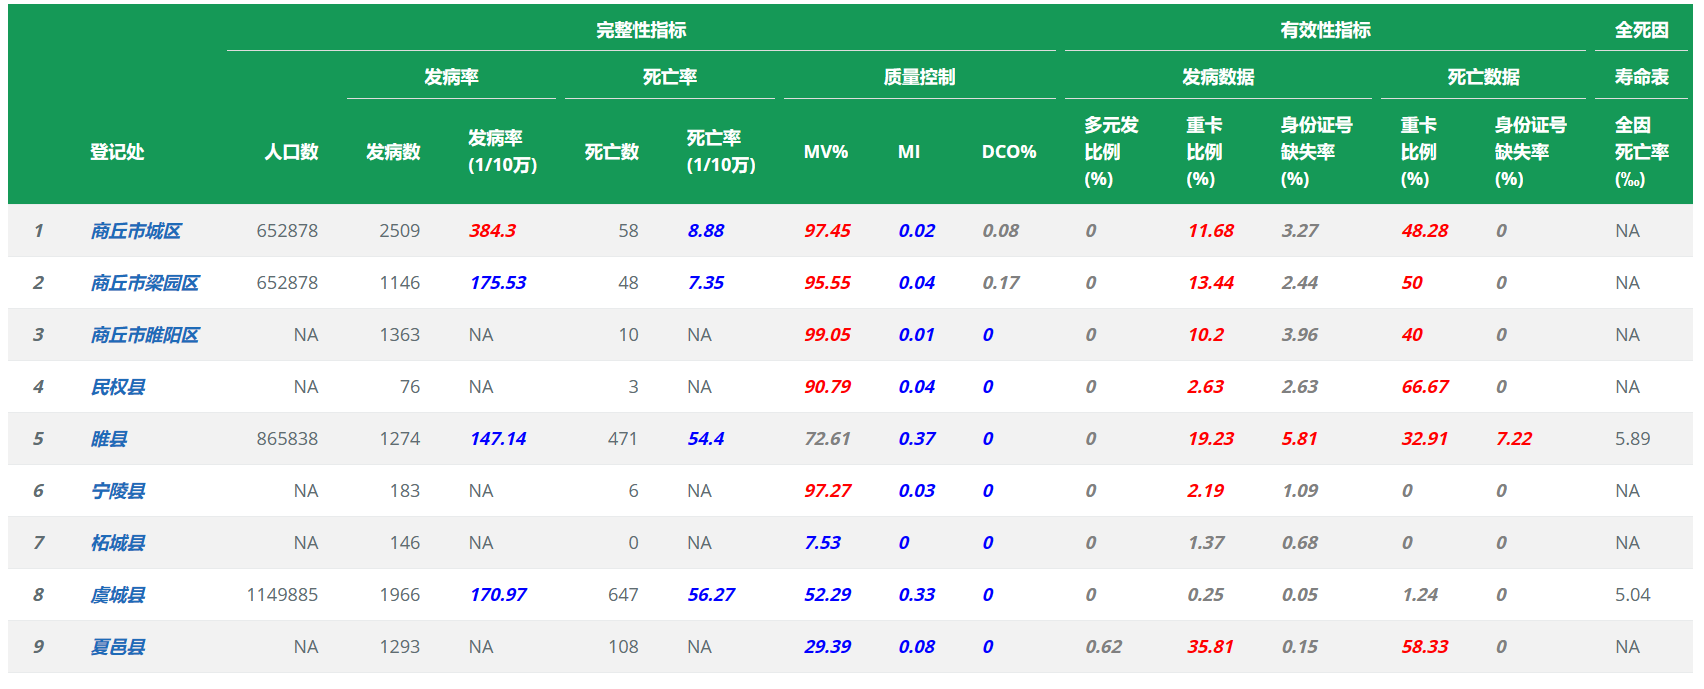 完整性指标 有效性指标 全死因
发病率 死亡率 质量控制 发病数据 死亡数据 寿命表
登记处 人口数 发病数 发病率 (1/10万) 死亡数 死亡率 (1/10万) MV% MI DCO% 多元发比例 (%) 重卡比例 (%) 身份证号缺失率 (%) 重卡比例 (%) 身份证号缺失率 (%) 全因死亡率 (‰)
1 商丘市城区 652878 2509 384.3 58 8.88 97.45 0.02 0.08 0 11.68 3.27 48.28 0 NA
2 商丘市梁园区 652878 1146 175.53 48 7.35 95.55 0.04 0.17 0 13.44 2.44 50 0 NA
3 商丘市睢阳区 NA 1363 NA 10 NA 99.05 0.01 0 0 10.2 3.96 40 0 NA
4 民权县 NA 76 NA 3 NA 90.79 0.04 0 0 2.63 2.63 66.67 0 NA
5 睢县 865838 1274 147.14 471 54.4 72.61 0.37 0 0 19.23 5.81 32.91 7.22 5.89
6 宁陵县 NA 183 NA 6 NA 97.27 0.03 0 0 2.19 1.09 0 0 NA
7 柘城县 NA 146 NA 0 NA 7.53 0 0 0 1.37 0.68 0 0 NA
8 虞城县 1149885 1966 170.97 647 56.27 52.29 0.33 0 0 0.25 0.05 1.24 0 5.04
9 夏邑县 NA 1293 NA 108 NA 29.39 0.08 0 0.62 35.81 0.15 58.33 0 NA